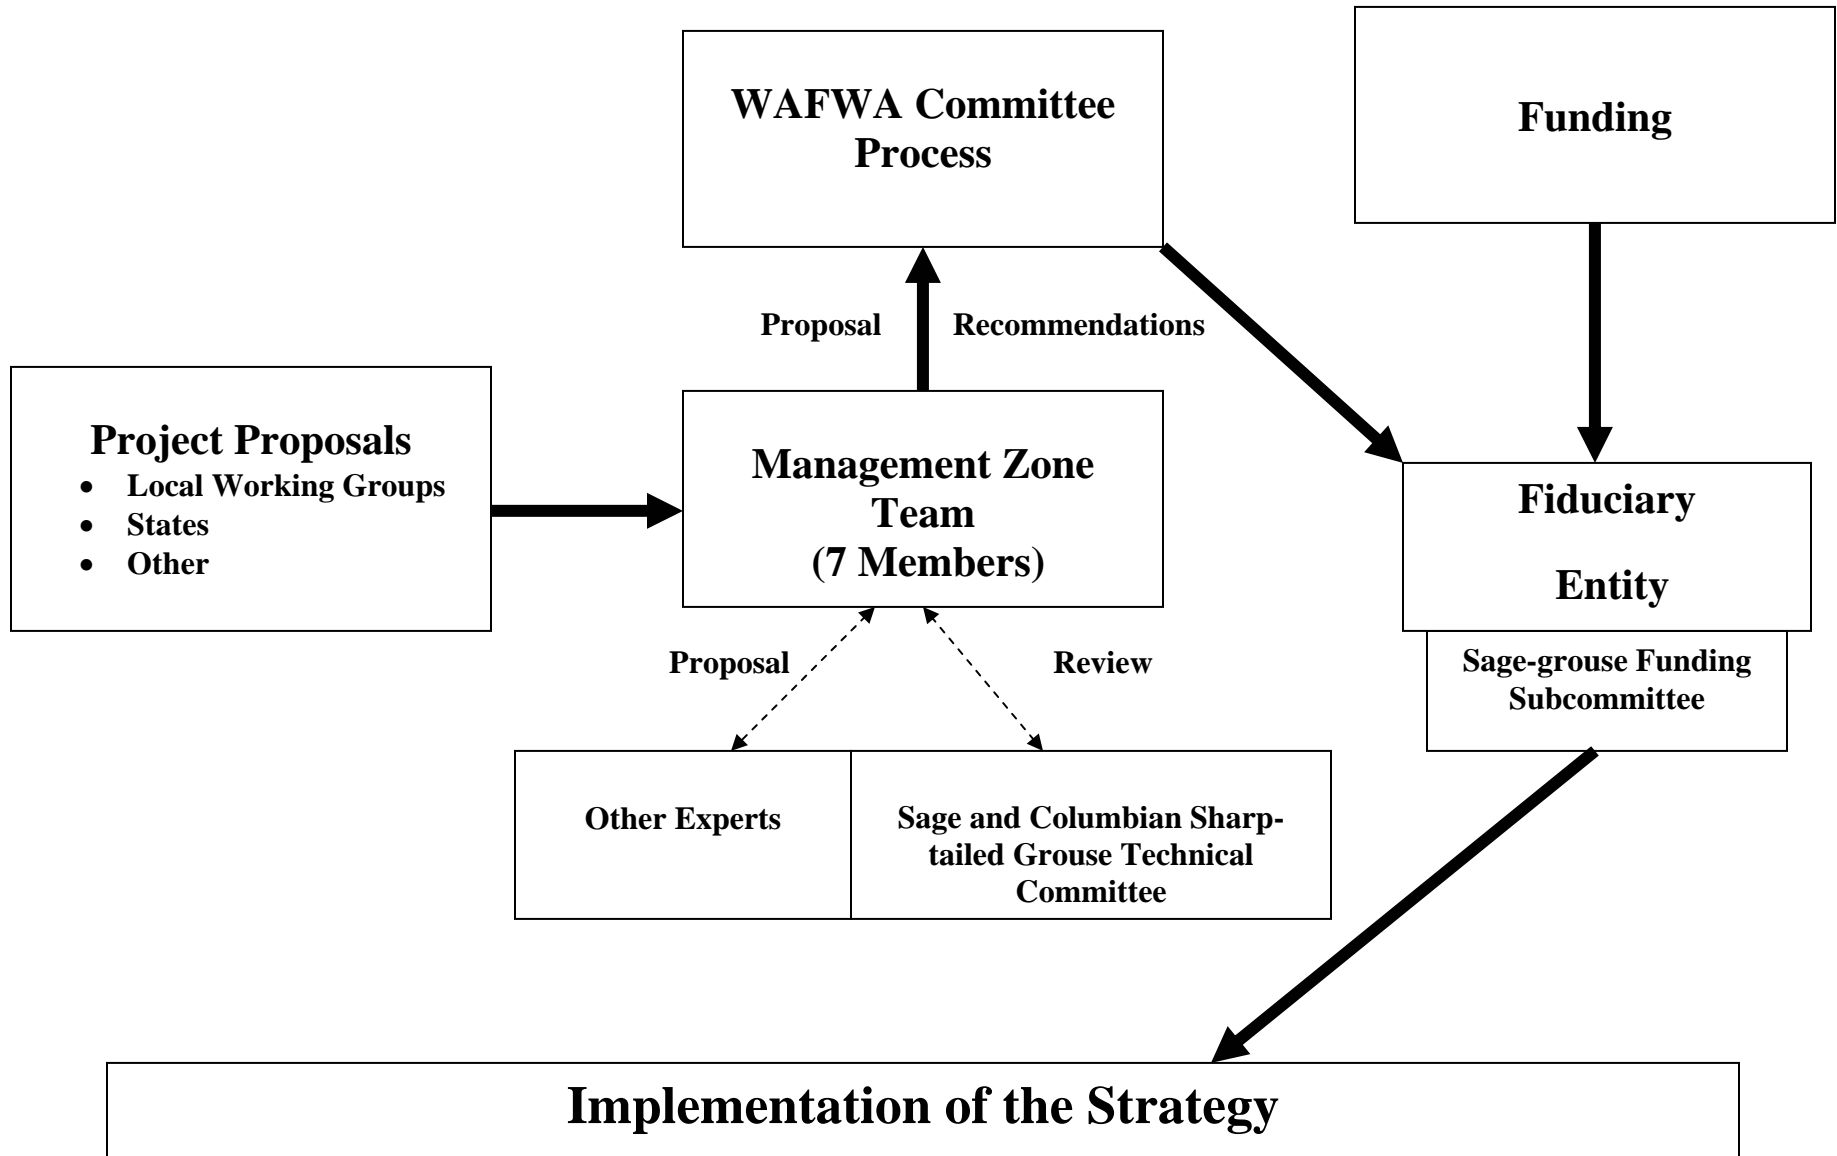 WAFWA Committee
Process
Funding
Proposal Recommendations
Project Proposals
• Local Working Groups
• States
• Other
Management Zone
Team
(7 Members)
Fiduciary
Entity
Sage-grouse Funding
Subcommittee
Proposal Review
Other Experts
Sage and Columbian Sharp-
tailed Grouse Technical
Committee
Implementation of the Strategy